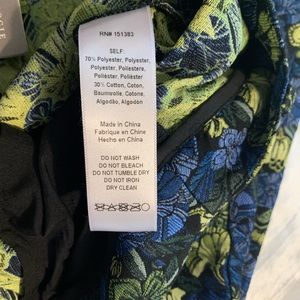 RN# 151383
SELF:
70% Polyester, Polyester,
Polyester, Poliestere,
Poliéster, Poliéster
30% Cotton, Coton,
Baumwolle, Cotone,
Algodón, Algodão
Made in China
Fabriqué en Chine
Hecho en China
DO NOT WASH
DO NOT BLEACH
DO NOT TUMBLE DRY
DO NOT IRON
DRY CLEAN